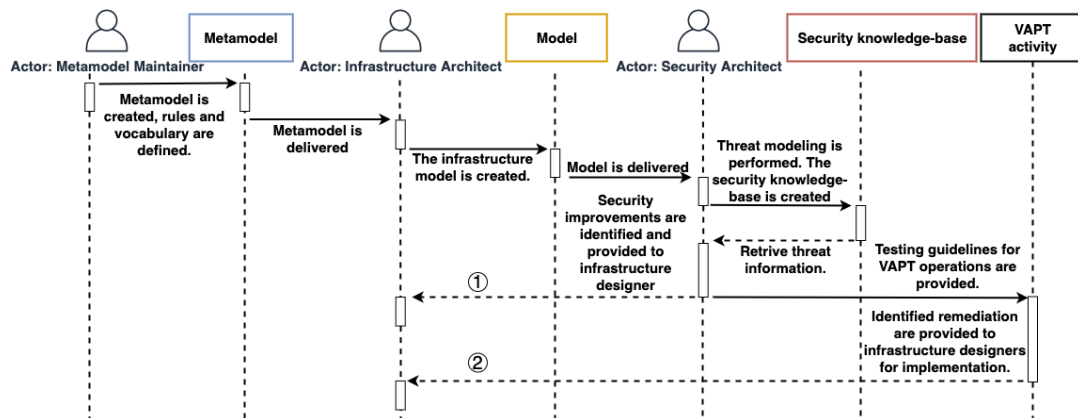 Metamodel
Model
Security knowledge-base
VAPT
activity
Actor: Metamodel Maintainer
Actor: Infrastructure Architect
Actor: Security Architect
Metamodel is
created, rules and
vocabulary are
defined.
Metamodel is
delivered
The infrastructure
model is created.
Model is delivered
Threat modeling is
performed. The
security knowledge-
base is created
Security
improvements are
identified and
provided to
infrastructure
designer
Retrive threat
information.
Testing guidelines for
VAPT operations are
provided.
①
Identified remediation
are provided to
infrastructure designers
for implementation.
②